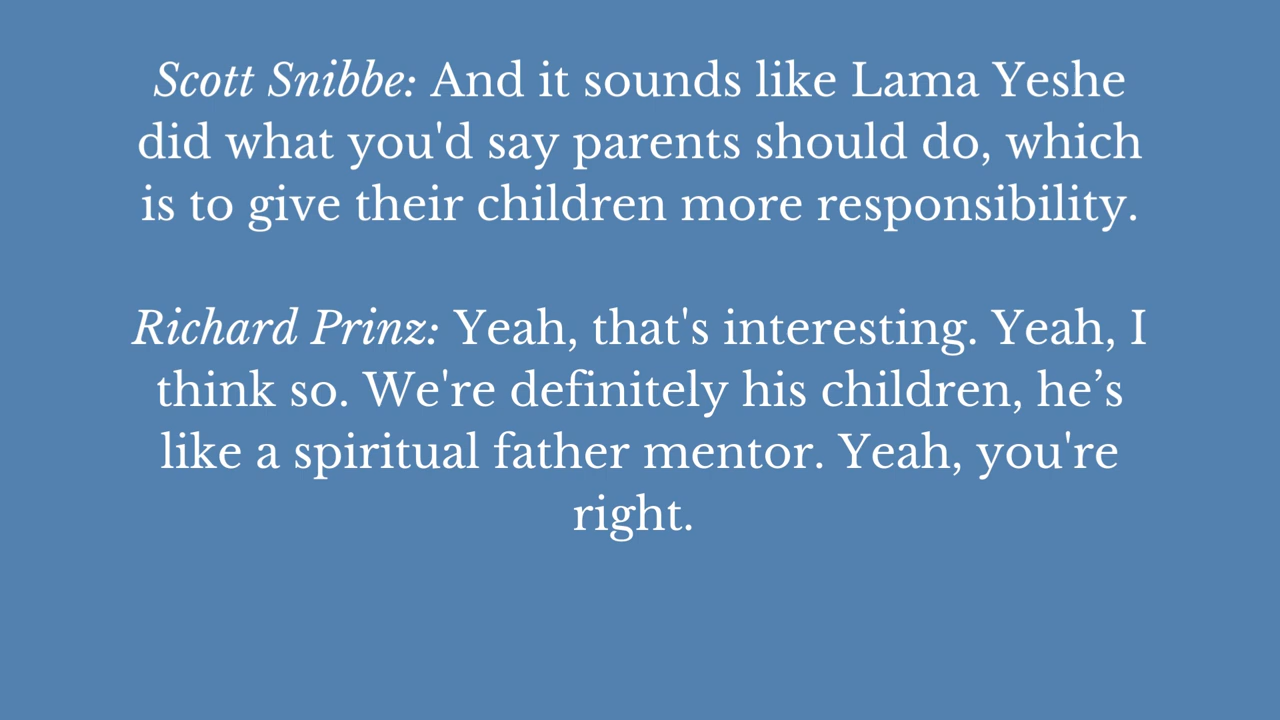 Scott Snibbe: And it sounds like Lama Yeshe
did what you'd say parents should do, which
is to give their children more responsibility.
Richard Prinz: Yeah, that's interesting. Yeah, I
think so. We're definitely his children, he’s
like a spiritual father mentor. Yeah, you're
right.